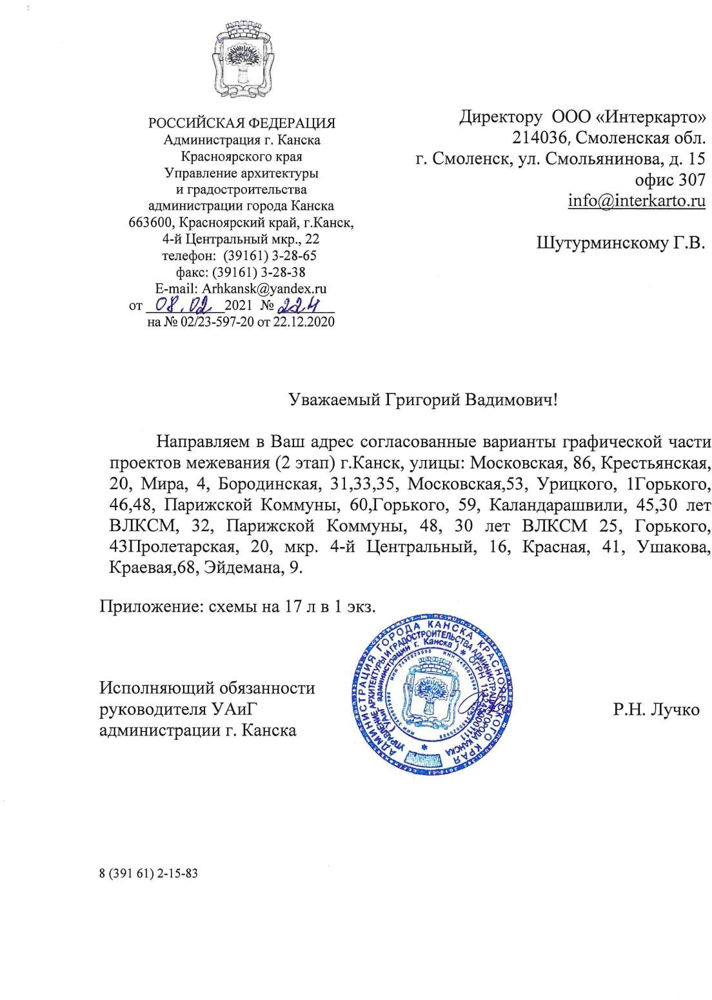 РОССИЙСКАЯ ФЕДЕРАЦИЯ
Администрация г. Канска
Красноярского края
Управление архитектуры
и градостроительства
администрации города Канска
663600, Красноярский край, г.Канск,
4-й Центральный мкр., 22
телефон: (39161) 3-28-65
факс: (39161) 3-28-38
E-mail: Arhkansk@yandex.ru
от 08.02 2021 № 224
на № 02/23-597-20 от 22.12.2020
Директору ООО «Интеркарто»
214036, Смоленская обл.
г. Смоленск, ул. Смольянинова, д. 15
офис 307
info@interkarto.ru
Шутурминскому Г.В.
Уважаемый Григорий Вадимович!
Направляем в Ваш адрес согласованные варианты графической части
проектов межевания (2 этап) г.Канск, улицы: Московская, 86, Крестьянская,
20, Мира, 4, Бородинская, 31,33,35, Московская,53, Урицкого, 1Горького,
46,48, Парижской Коммуны, 60,Горького, 59, Каландарашвили, 45,30 лет
ВЛКСМ, 32, Парижской Коммуны, 48, 30 лет ВЛКСМ 25, Горького,
43Пролетарская, 20, мкр. 4-й Центральный, 16, Красная, 41, Ушакова,
Краевая,68, Эйдемана, 9.
Приложение: схемы на 17 л в 1 экз.
Исполняющий обязанности
руководителя УАиГ
администрации г. Канска
АДМИНИСТРАЦИЯ ГОРОДА КАНСКА КРАСНОЯРСКОГО КРАЯ
УПРАВЛЕНИЕ АРХИТЕКТУРЫ И ГРАДОСТРОИТЕЛЬСТВА АДМИНИСТРАЦИИ ГОРОДА КАНСКА
(УАиГ администрации г. Канска) * ОГРН
Р.Н. Лучко
8 (391 61) 2-15-83